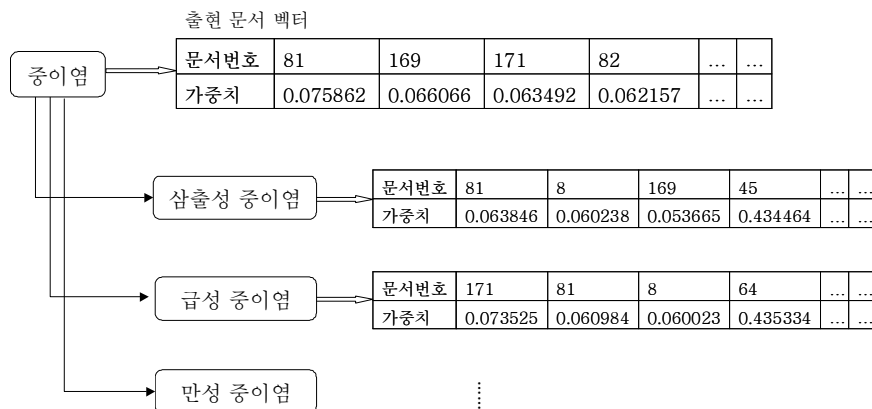 출현 문서 벡터
중이염
문서번호 81 169 171 82 ... ...
가중치 0.075862 0.066066 0.063492 0.062157 ... ...
삼출성 중이염
문서번호 81 8 169 45 ... ...
가중치 0.063846 0.060238 0.053665 0.434464 ... ...
급성 중이염
문서번호 171 81 8 64 ... ...
가중치 0.073525 0.060984 0.060023 0.435334 ... ...
만성 중이염